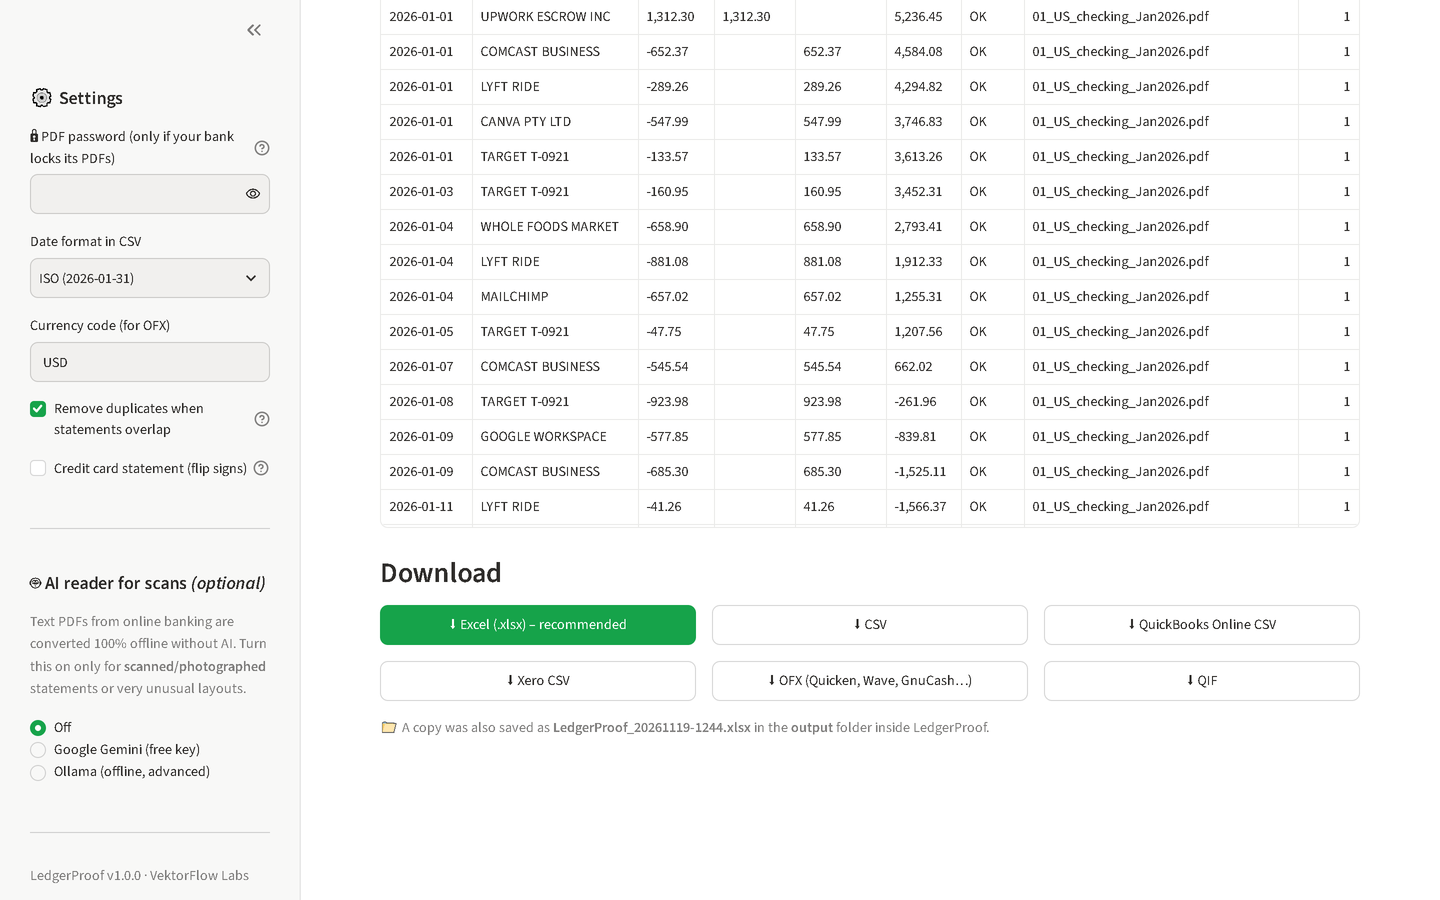 Settings
PDF password (only if your bank
locks its PDFs)
Date format in CSV
ISO (2026-01-31)
Currency code (for OFX)
USD
Remove duplicates when
statements overlap
Credit card statement (flip signs)
AI reader for scans (optional)
Text PDFs from online banking are
converted 100% offline without AI. Turn
this on only for scanned/photographed
statements or very unusual layouts.
Off
Google Gemini (free key)
Ollama (offline, advanced)
LedgerProof v1.0.0 · VektorFlow Labs
2026-01-01 UPWORK ESCROW INC 1,312.30 1,312.30 5,236.45 OK 01_US_checking_Jan2026.pdf 1
2026-01-01 COMCAST BUSINESS -652.37 652.37 4,584.08 OK 01_US_checking_Jan2026.pdf 1
2026-01-01 LYFT RIDE -289.26 289.26 4,294.82 OK 01_US_checking_Jan2026.pdf 1
2026-01-01 CANVA PTY LTD -547.99 547.99 3,746.83 OK 01_US_checking_Jan2026.pdf 1
2026-01-01 TARGET T-0921 -133.57 133.57 3,613.26 OK 01_US_checking_Jan2026.pdf 1
2026-01-03 TARGET T-0921 -160.95 160.95 3,452.31 OK 01_US_checking_Jan2026.pdf 1
2026-01-04 WHOLE FOODS MARKET -658.90 658.90 2,793.41 OK 01_US_checking_Jan2026.pdf 1
2026-01-04 LYFT RIDE -881.08 881.08 1,912.33 OK 01_US_checking_Jan2026.pdf 1
2026-01-04 MAILCHIMP -657.02 657.02 1,255.31 OK 01_US_checking_Jan2026.pdf 1
2026-01-05 TARGET T-0921 -47.75 47.75 1,207.56 OK 01_US_checking_Jan2026.pdf 1
2026-01-07 COMCAST BUSINESS -545.54 545.54 662.02 OK 01_US_checking_Jan2026.pdf 1
2026-01-08 TARGET T-0921 -923.98 923.98 -261.96 OK 01_US_checking_Jan2026.pdf 1
2026-01-09 GOOGLE WORKSPACE -577.85 577.85 -839.81 OK 01_US_checking_Jan2026.pdf 1
2026-01-09 COMCAST BUSINESS -685.30 685.30 -1,525.11 OK 01_US_checking_Jan2026.pdf 1
2026-01-11 LYFT RIDE -41.26 41.26 -1,566.37 OK 01_US_checking_Jan2026.pdf 1
Download
⬇ Excel (.xlsx) – recommended
⬇ CSV
⬇ QuickBooks Online CSV
⬇ Xero CSV
⬇ OFX (Quicken, Wave, GnuCash…)
⬇ QIF
A copy was also saved as LedgerProof_20261119-1244.xlsx in the output folder inside LedgerProof.